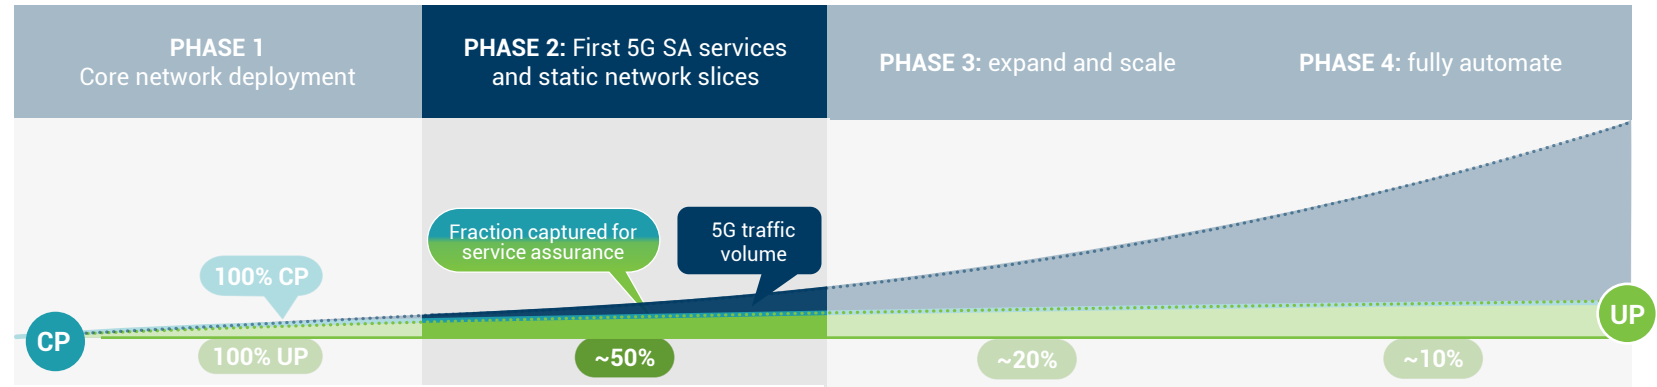 PHASE 1
Core network deployment
PHASE 2: First 5G SA services
and static network slices
PHASE 3: expand and scale
PHASE 4: fully automate
Fraction captured for
service assurance
5G traffic
volume
100% CP
CP
UP
100% UP
~50%
~20%
~10%